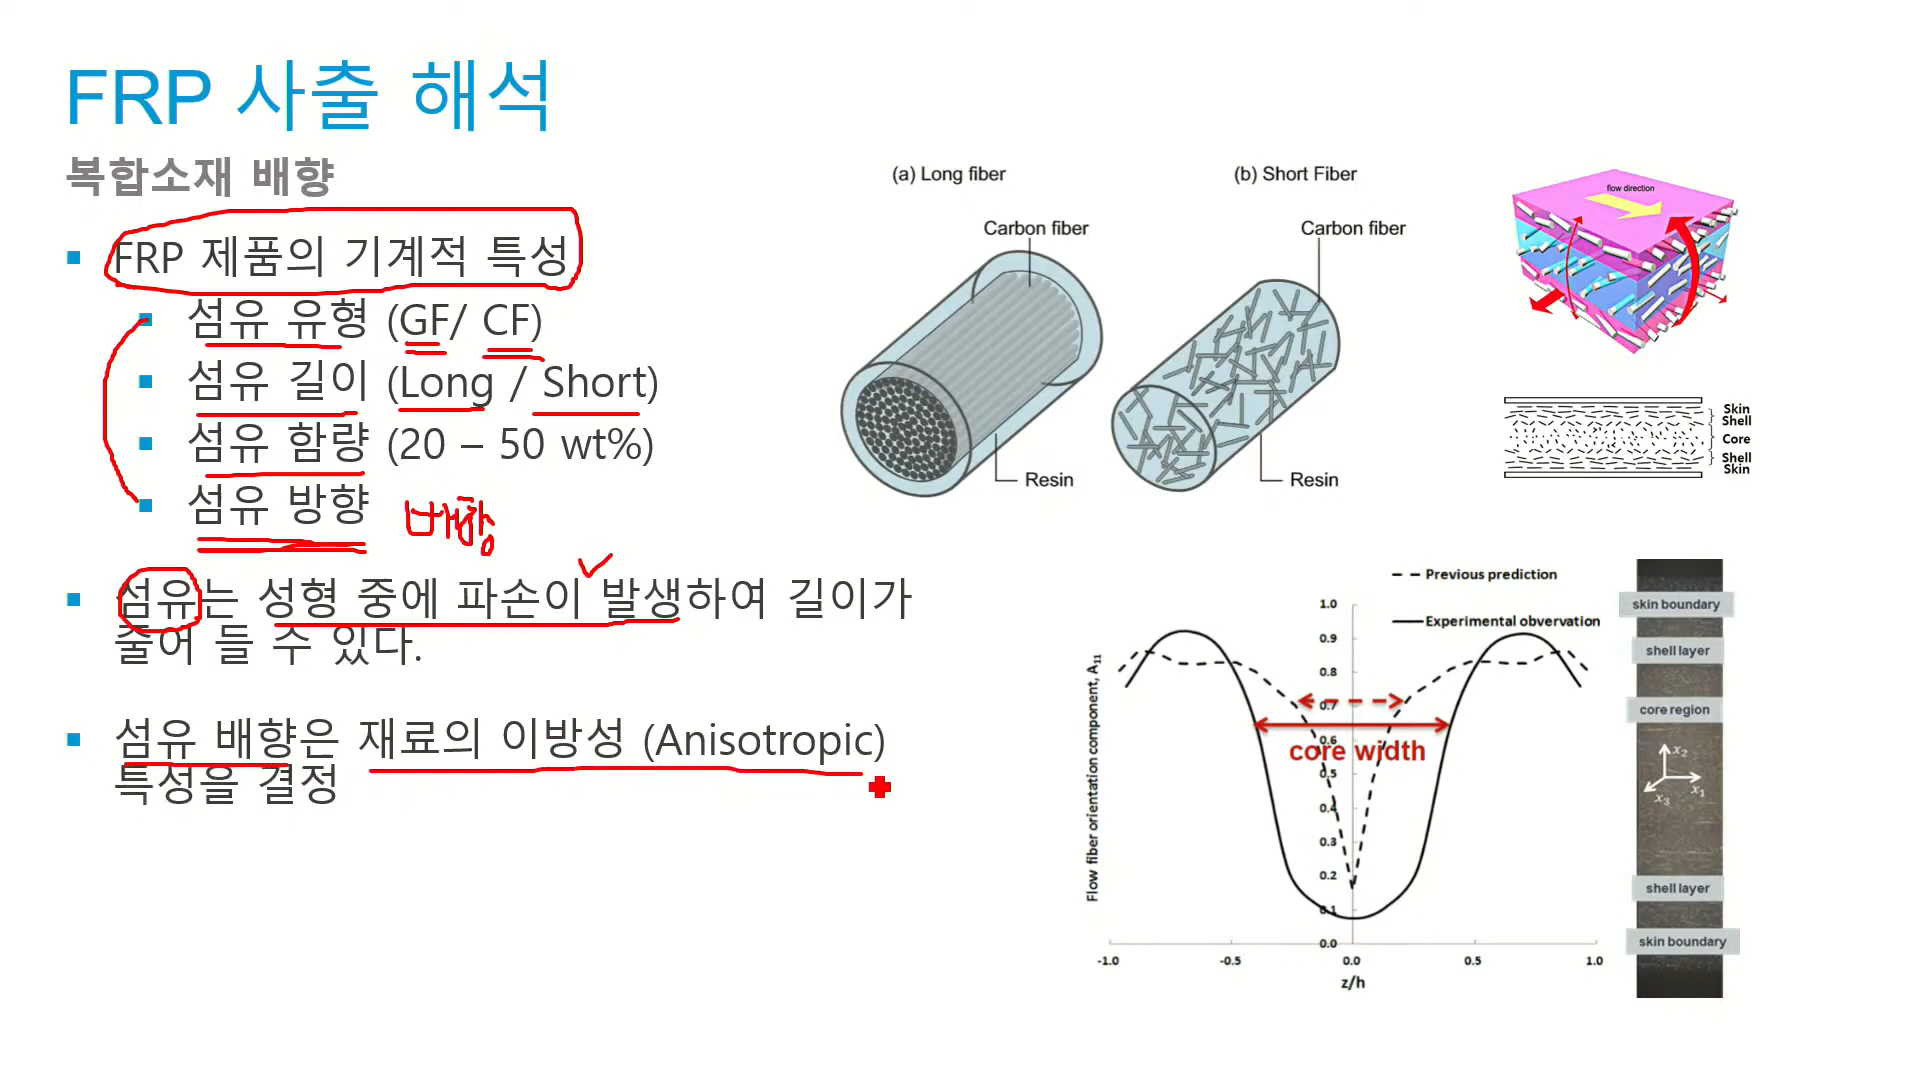 FRP 사출 해석
복합소재 배향
FRP 제품의 기계적 특성
섬유 유형 (GF/ CF)
섬유 길이 (Long / Short)
섬유 함량 (20 – 50 wt%)
섬유 방향
배향
섬유는 성형 중에 파손이 발생하여 길이가
줄어 들 수 있다.
섬유 배향은 재료의 이방성 (Anisotropic)
특성을 결정
(a) Long fiber
Carbon fiber
Resin
(b) Short Fiber
Carbon fiber
Resin
flow direction
Skin
Shell
Core
Shell
Skin
Previous prediction
Experimental obvervation
1.0
0.9
0.8
0.7
0.6
0.5
0.4
0.3
0.2
0.1
0.0
core width
Flow fiber orientation component, A11
-1.0
-0.5
0.0
0.5
1.0
z/h
skin boundary
shell layer
core region
x2
x1
x3
shell layer
skin boundary